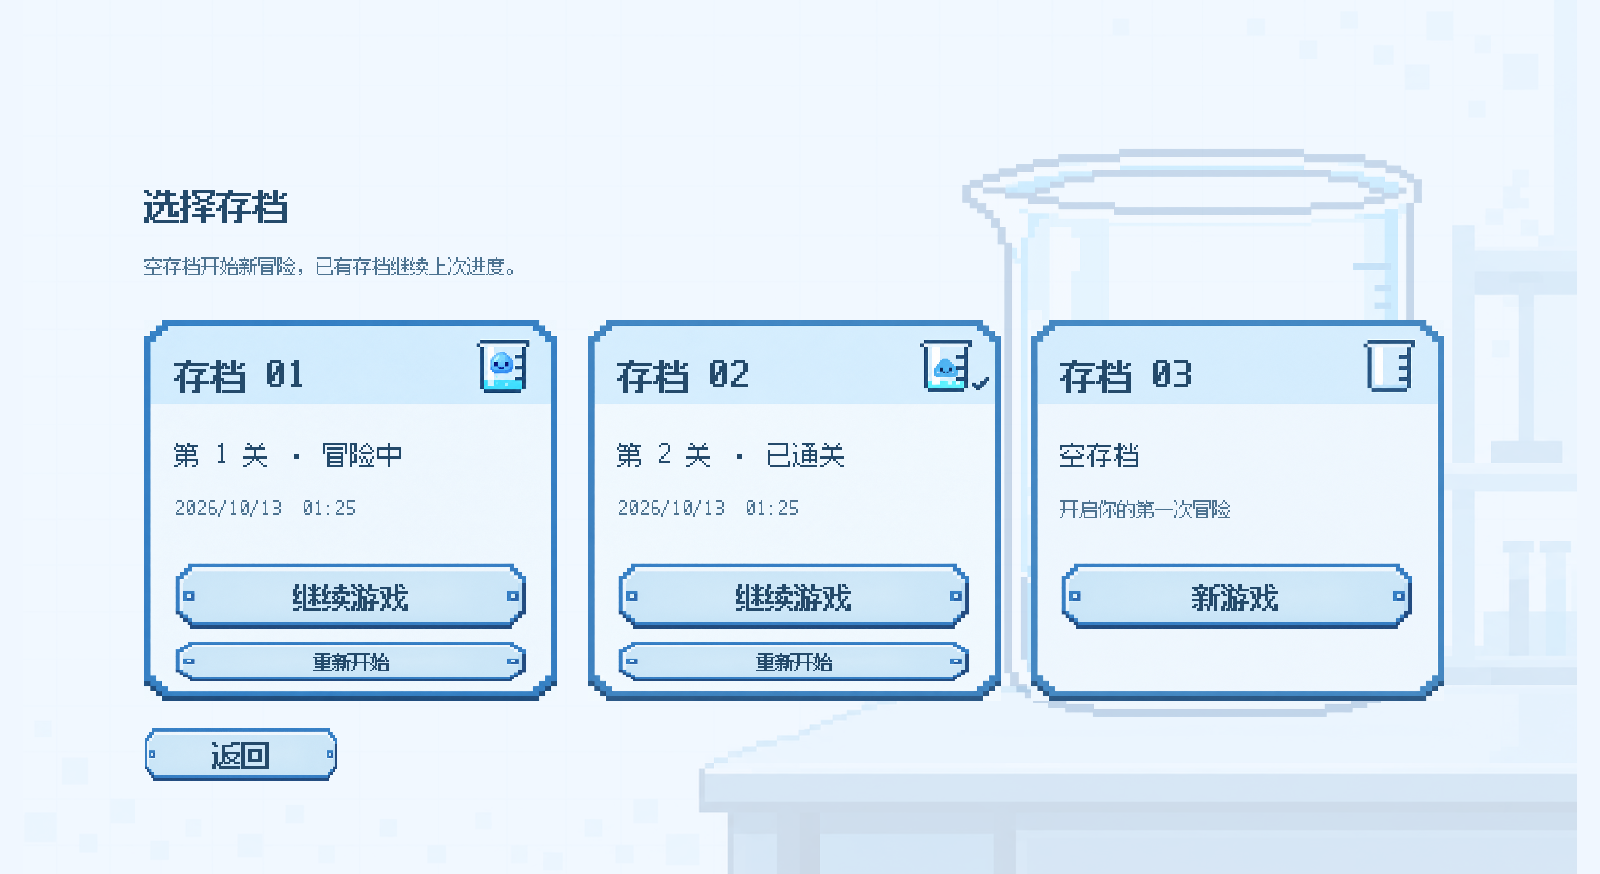 选择存档
空存档开始新冒险，已有存档继续上次进度。
存档 01
第 1 关 · 冒险中
2026/10/13 01:25
继续游戏
重新开始
存档 02
第 2 关 · 已通关
2026/10/13 01:25
继续游戏
重新开始
存档 03
空存档
开启你的第一次冒险
新游戏
返回